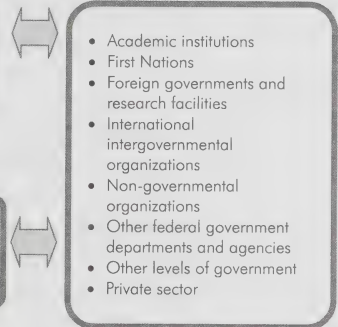 • Academic institutions
• First Nations
• Foreign governments and
research facilities
• International
intergovernmental
organizations
• Non-governmental
organizations
• Other federal government
departments and agencies
• Other levels of government
• Private sector